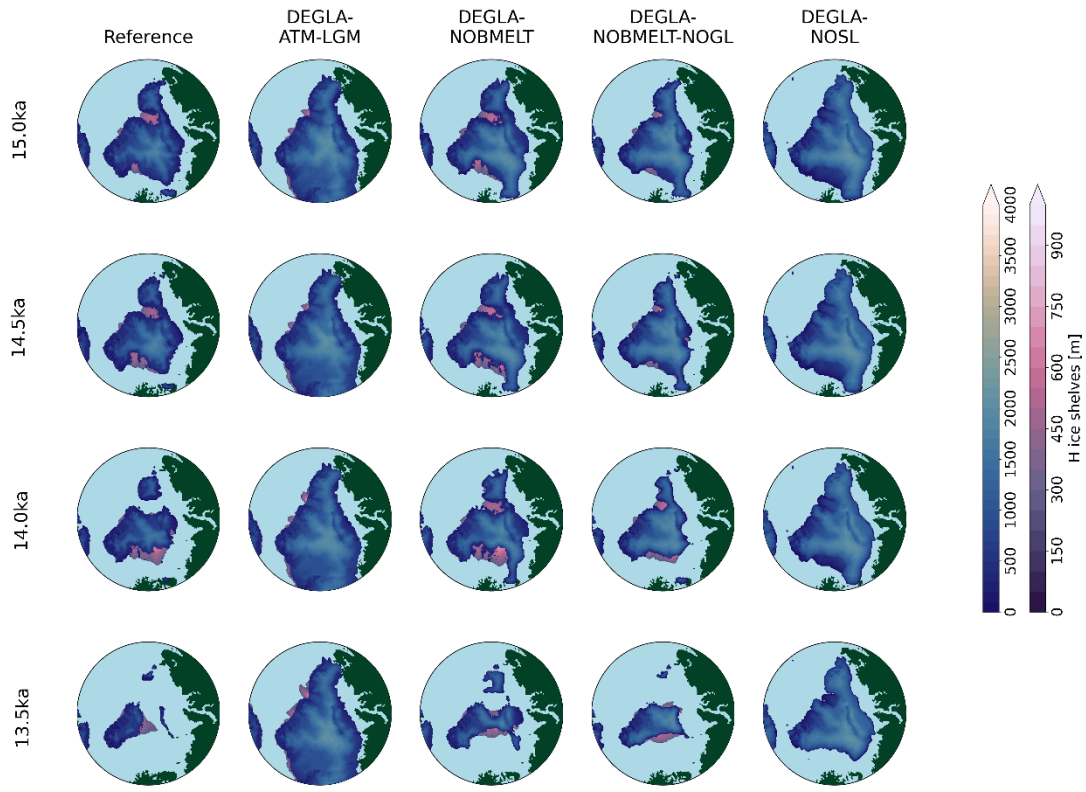 Reference
DEGLA-
ATM-LGM
DEGLA-
NOBMELT
DEGLA-
NOBMELT-NOGL
DEGLA-
NOSL
15.0ka
14.5ka
14.0ka
13.5ka
0
500
1000
1500
2000
2500
3000
3500
4000
0
150
300
450
600
750
900
H ice shelves [m]